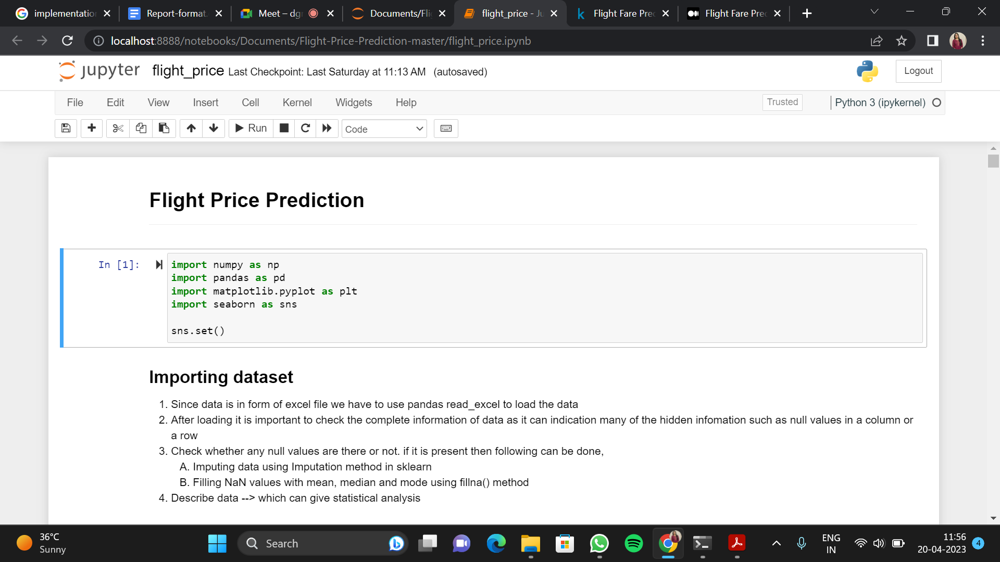 implementation
Report-format.
Meet – dg
Documents/Fli
flight_price - Ju
Flight Fare Pre
Flight Fare Pre
localhost:8888/notebooks/Documents/Flight-Price-Prediction-master/flight_price.ipynb
jupyter flight_price Last Checkpoint: Last Saturday at 11:13 AM (autosaved)
Logout
File Edit View Insert Cell Kernel Widgets Help
Trusted
Python 3 (ipykernel)
Run
Code
Flight Price Prediction
In [1]:
import numpy as np
import pandas as pd
import matplotlib.pyplot as plt
import seaborn as sns
sns.set()
Importing dataset
1. Since data is in form of excel file we have to use pandas read_excel to load the data
2. After loading it is important to check the complete information of data as it can indication many of the hidden infomation such as null values in a column or
a row
3. Check whether any null values are there or not. if it is present then following can be done,
A. Imputing data using Imputation method in sklearn
B. Filling NaN values with mean, median and mode using fillna() method
4. Describe data --> which can give statistical analysis
36°C
Sunny
Search
ENG
IN
11:56
20-04-2023
4